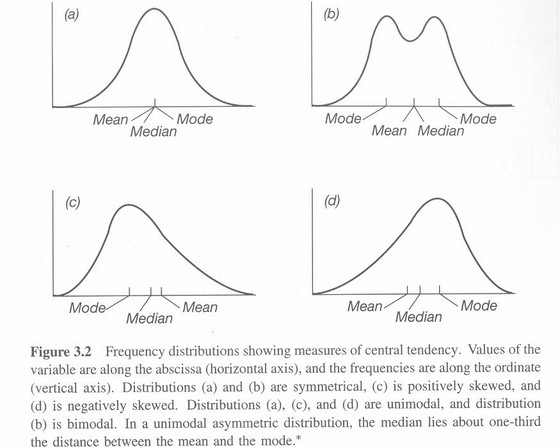 (a)
(b)
Mean Mode
Median
Mode Mode
Mean Median
(c)
(d)
Mode Mean
Median
Mean Mode
Median
Figure 3.2 Frequency distributions showing measures of central tendency. Values of the
variable are along the abscissa (horizontal axis), and the frequencies are along the ordinate
(vertical axis). Distributions (a) and (b) are symmetrical, (c) is positively skewed, and
(d) is negatively skewed. Distributions (a), (c), and (d) are unimodal, and distribution
(b) is bimodal. In a unimodal asymmetric distribution, the median lies about one-third
the distance between the mean and the mode.*